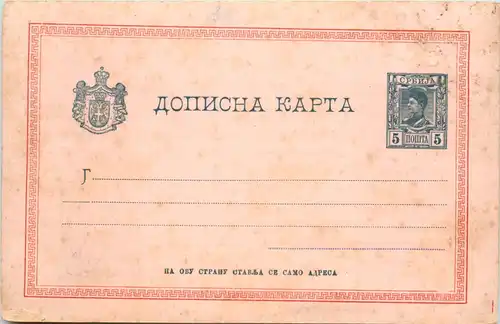 ДОПИСНА КАРТА
СРБИЈА
5 ПОШТА 5
Г
НА ОВУ СТРАНУ СТАВЉА СЕ САМО АДРЕСА